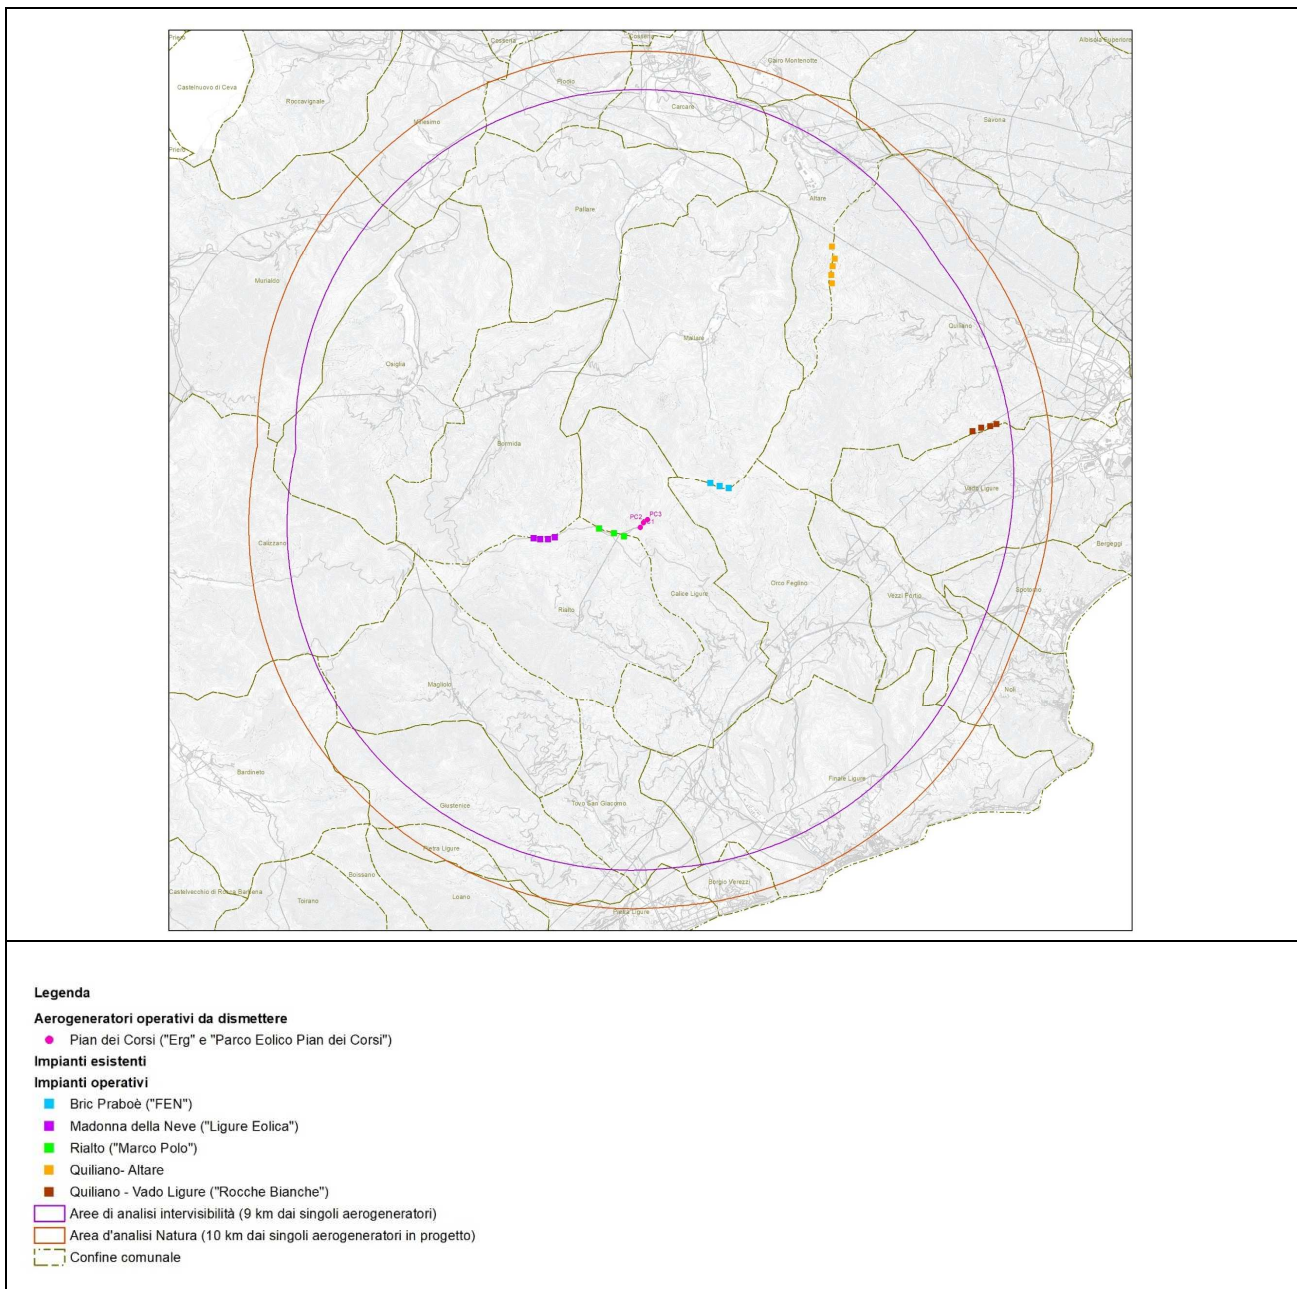 Priero
Cosseria
Cosseria
Albisola Superiore
Cairo Montenotte
Castelnuovo di Ceva
Plodio
Roccavignale
Carcare
Millesimo
Savona
Priero
Altare
Pallare
Murialdo
Quiliano
Mallare
Osiglia
Bormida
Vado Ligure
PC2 PC3
Calizzano
Bergeggi
Orco Feglino
Calice Ligure
Vezzi Portio
Spotorno
Rialto
Magliolo
Noli
Bardineto
Finale Ligure
Giustenice
Tovo San Giacomo
Pietra Ligure
Boissano
Borgio Verezzi
Castelvecchio di Rocca Barbena
Toirano
Loano
Pietra Ligure
Legenda
Aerogeneratori operativi da dismettere
Pian dei Corsi ("Erg" e "Parco Eolico Pian dei Corsi")
Impianti esistenti
Impianti operativi
Bric Praboè ("FEN")
Madonna della Neve ("Ligure Eolica")
Rialto ("Marco Polo")
Quiliano- Altare
Quiliano - Vado Ligure ("Rocche Bianche")
Aree di analisi intervisibilità (9 km dai singoli aerogeneratori)
Area d'analisi Natura (10 km dai singoli aerogeneratori in progetto)
Confine comunale